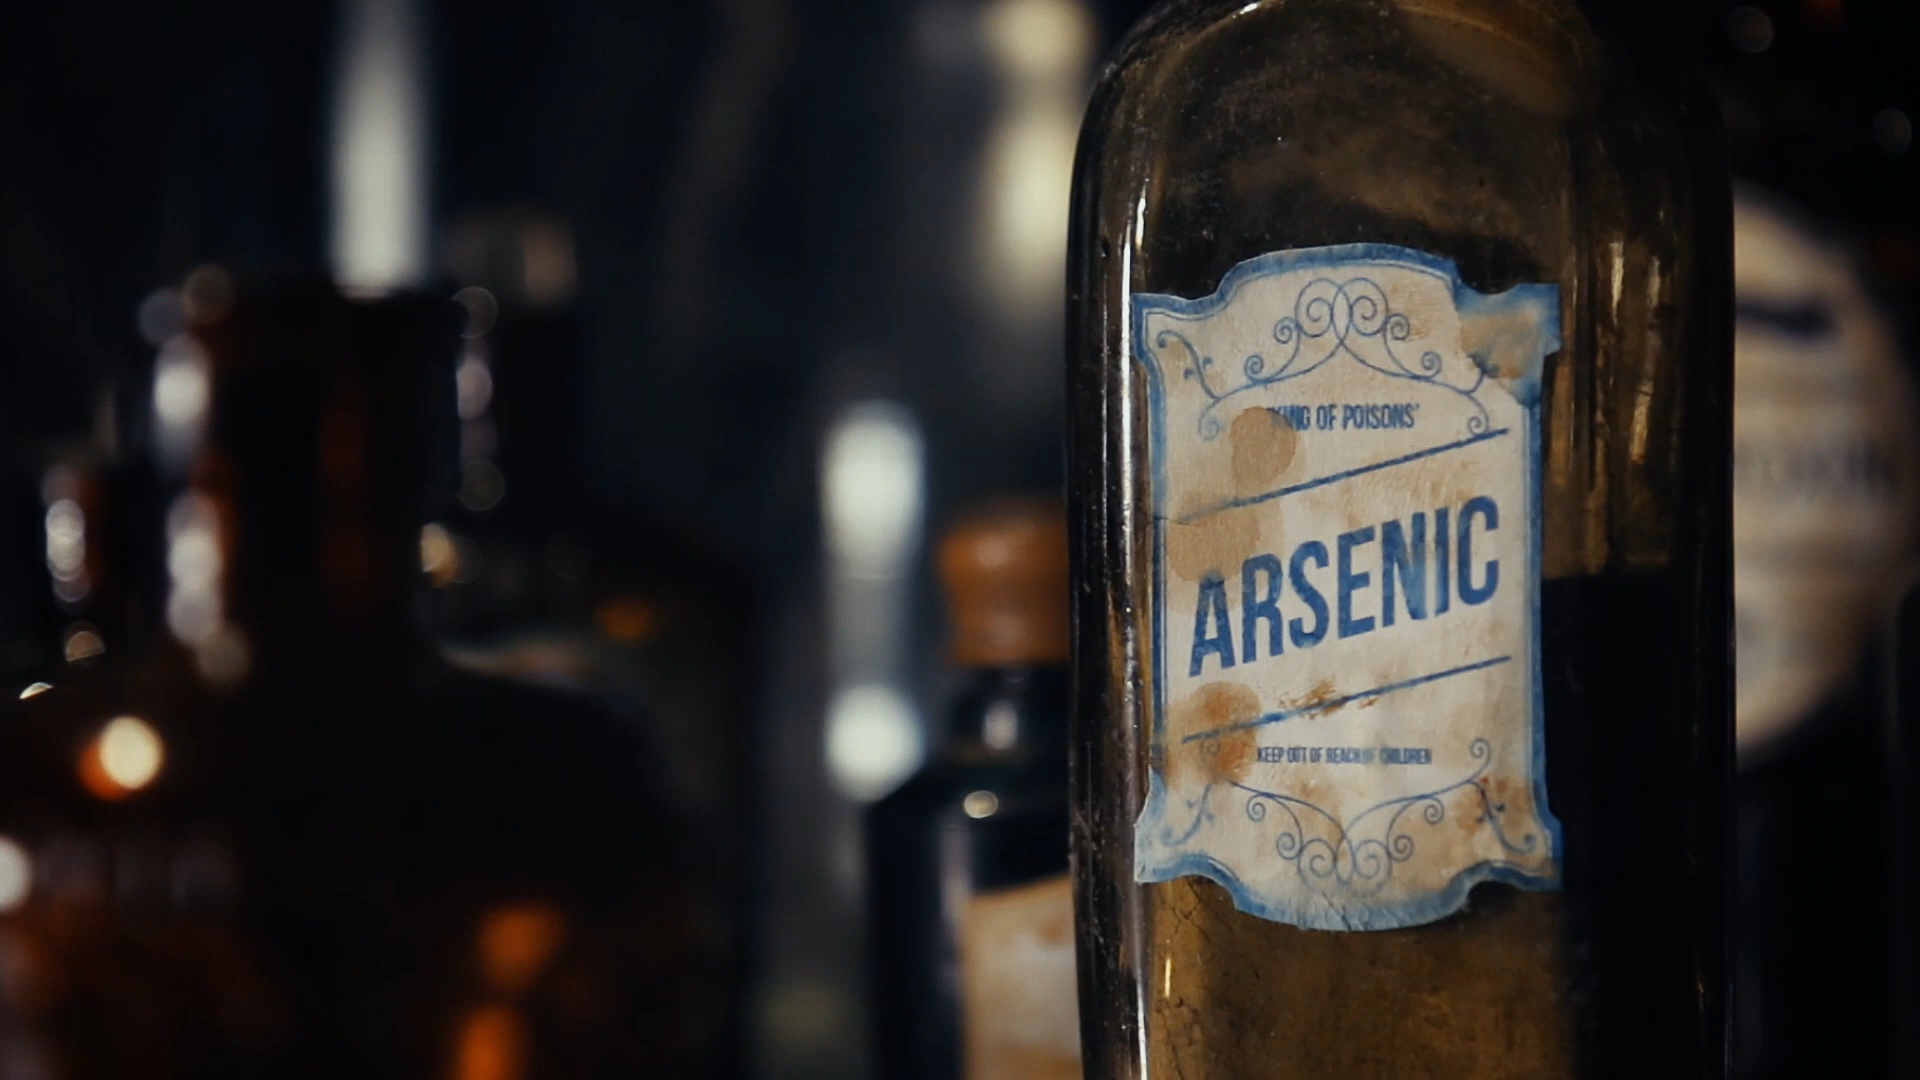 KING OF POISONS'
ARSENIC
KEEP OUT OF REACH OF CHILDREN